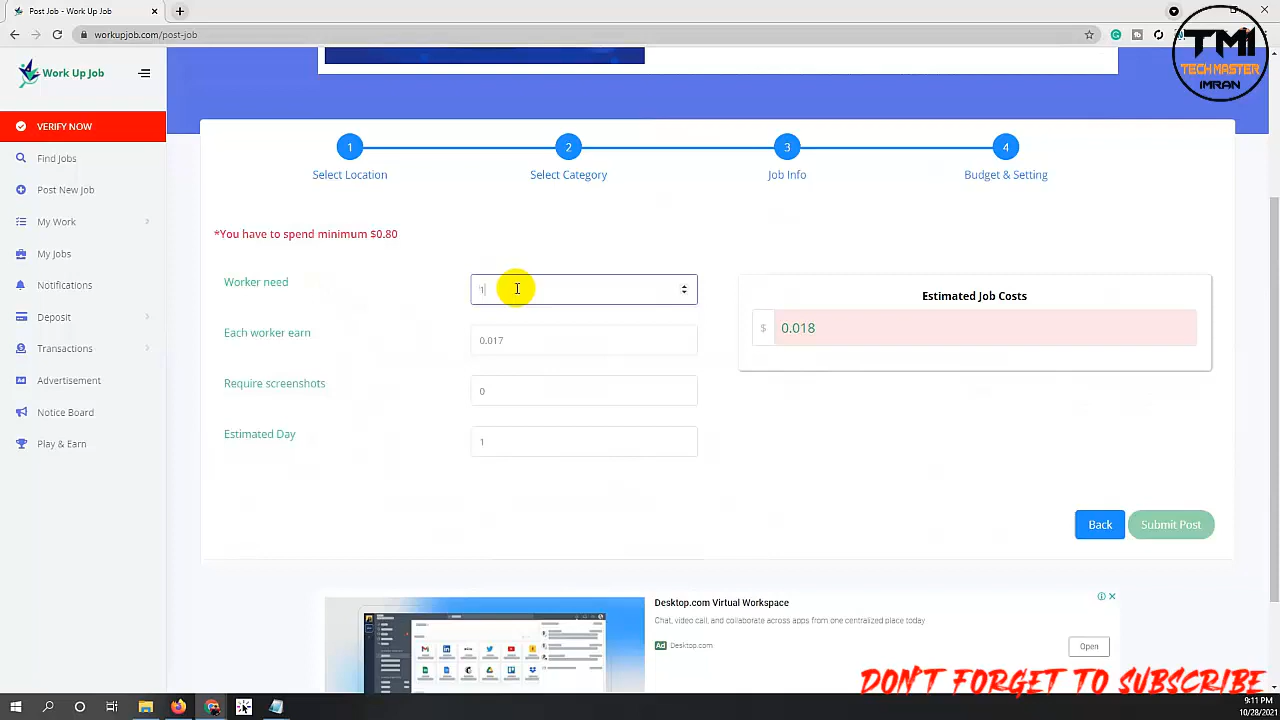 Post Job - Work Up Job
workupjob.com/post-job
TMI
TECH MASTER
IMRAN
Work Up Job
VERIFY NOW
Find Jobs
Post New Job
My Work
My Jobs
Notifications
Deposit
Transactions
Advertisement
Notice Board
Play & Earn
1
2
3
4
Select Location
Select Category
Job Info
Budget & Setting
*You have to spend minimum $0.80
Worker need
1
Each worker earn
0.017
Require screenshots
0
Estimated Day
1
Estimated Job Costs
$ 0.018
Back
Submit Post
Desktop.com Virtual Workspace
Chat, video call, and collaborate across apps from one centralized place today
Ad Desktop.com
Open
DON'T FORGET TO SUBSCRIBE
9:11 PM
10/28/2021